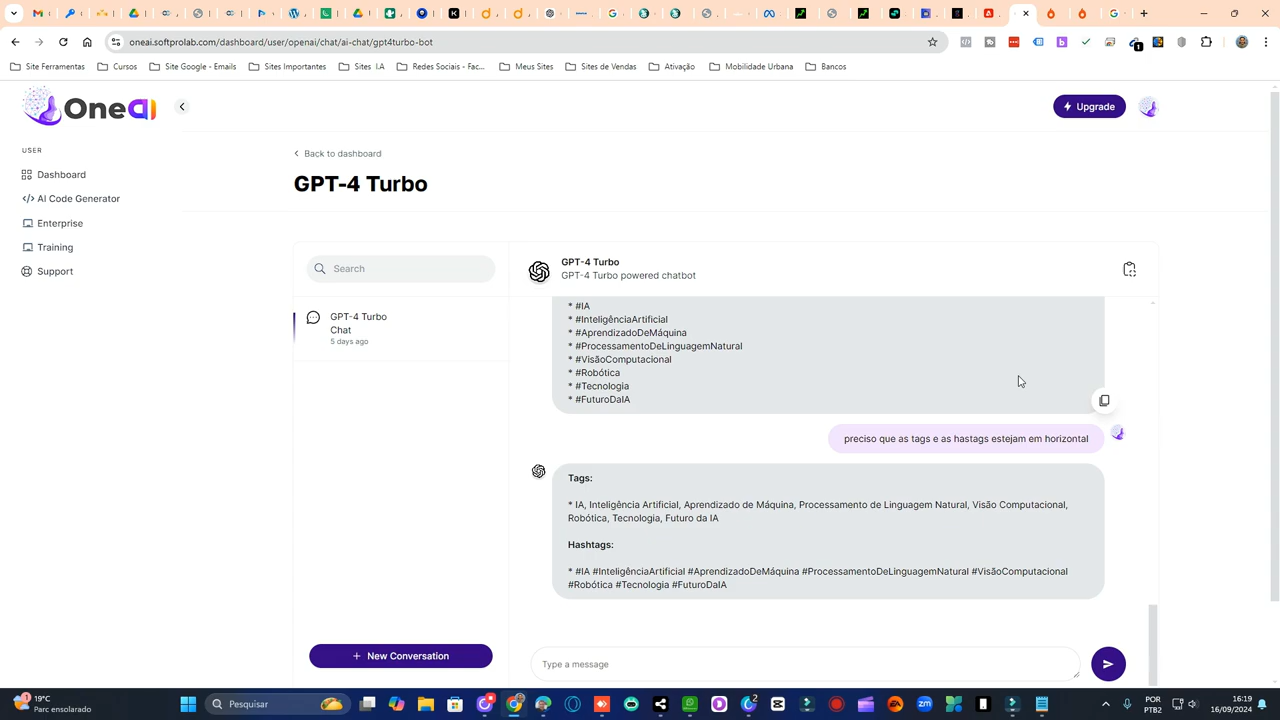 oneai.softprolab.com/dashboard/user/openai/chat/ai-chat/gpt4turbo-bot
Site Ferramentas
Cursos
Site Google - Emails
Sites Importantes
Sites I.A
Redes Sociais - Fac...
Meus Sites
Sites de Vendas
Ativação
Mobilidade Urbana
Bancos
OneAI
Upgrade
USER
Dashboard
AI Code Generator
Enterprise
Training
Support
Back to dashboard
GPT-4 Turbo
Search
GPT-4 Turbo
Chat
5 days ago
+ New Conversation
GPT-4 Turbo
GPT-4 Turbo powered chatbot
* #IA
* #InteligênciaArtificial
* #AprendizadoDeMáquina
* #ProcessamentoDeLinguagemNatural
* #VisãoComputacional
* #Robótica
* #Tecnologia
* #FuturoDaIA
preciso que as tags e as hastags estejam em horizontal
Tags:
* IA, Inteligência Artificial, Aprendizado de Máquina, Processamento de Linguagem Natural, Visão Computacional,
Robótica, Tecnologia, Futuro da IA
Hashtags:
* #IA #InteligênciaArtificial #AprendizadoDeMáquina #ProcessamentoDeLinguagemNatural #VisãoComputacional
#Robótica #Tecnologia #FuturoDaIA
Type a message
19°C
Parc ensolarado
Pesquisar
POR
PTB2
16:19
16/09/2024